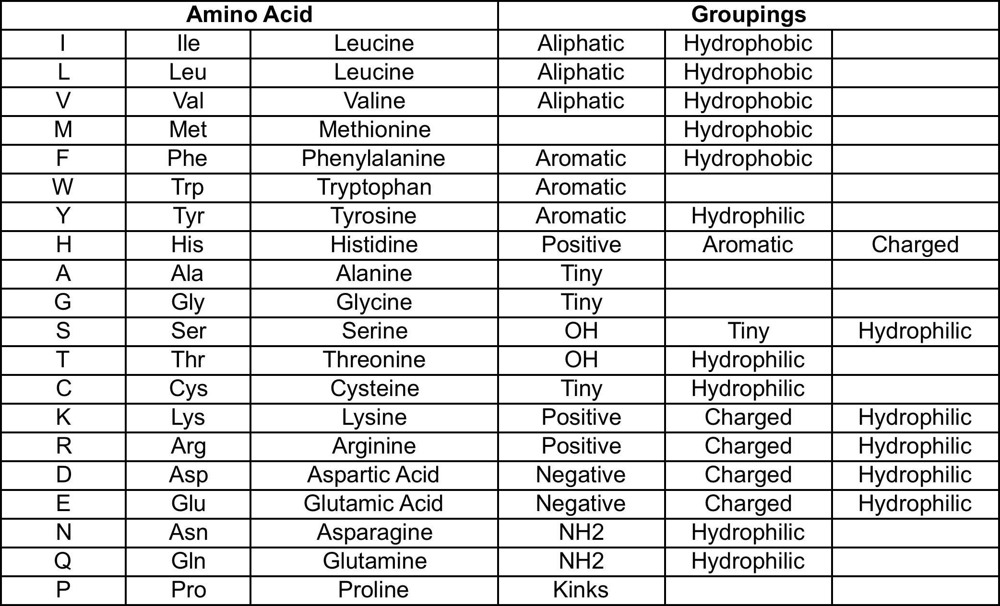 Amino Acid Groupings
I Ile Leucine Aliphatic Hydrophobic
L Leu Leucine Aliphatic Hydrophobic
V Val Valine Aliphatic Hydrophobic
M Met Methionine Hydrophobic
F Phe Phenylalanine Aromatic Hydrophobic
W Trp Tryptophan Aromatic
Y Tyr Tyrosine Aromatic Hydrophilic
H His Histidine Positive Aromatic Charged
A Ala Alanine Tiny
G Gly Glycine Tiny
S Ser Serine OH Tiny Hydrophilic
T Thr Threonine OH Hydrophilic
C Cys Cysteine Tiny Hydrophilic
K Lys Lysine Positive Charged Hydrophilic
R Arg Arginine Positive Charged Hydrophilic
D Asp Aspartic Acid Negative Charged Hydrophilic
E Glu Glutamic Acid Negative Charged Hydrophilic
N Asn Asparagine NH2 Hydrophilic
Q Gln Glutamine NH2 Hydrophilic
P Pro Proline Kinks